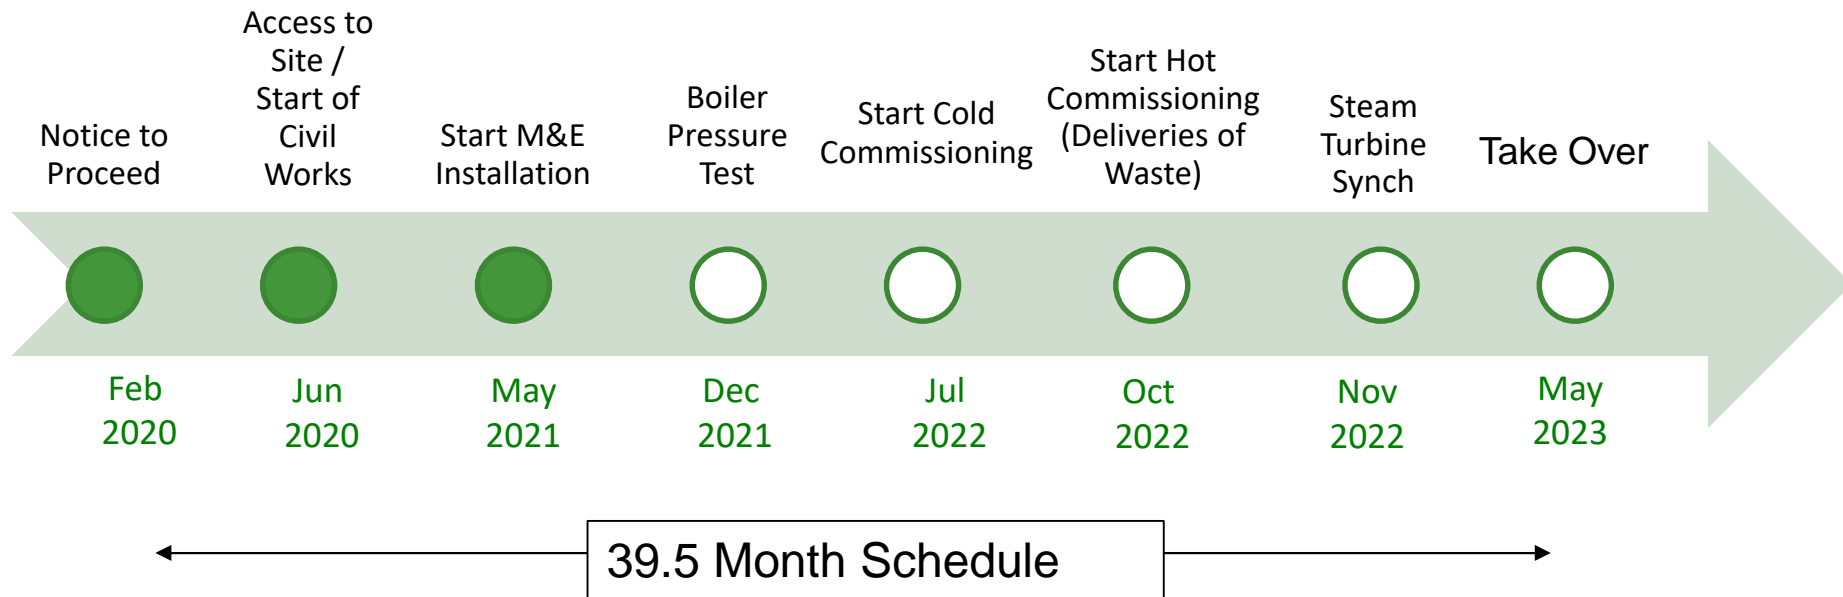 Notice to
Proceed
Access to
Site /
Start of
Civil
Works
Start M&E
Installation
Boiler
Pressure
Test
Start Cold
Commissioning
Start Hot
Commissioning
(Deliveries of
Waste)
Steam
Turbine
Synch
Take Over
Feb
2020
Jun
2020
May
2021
Dec
2021
Jul
2022
Oct
2022
Nov
2022
May
2023
39.5 Month Schedule